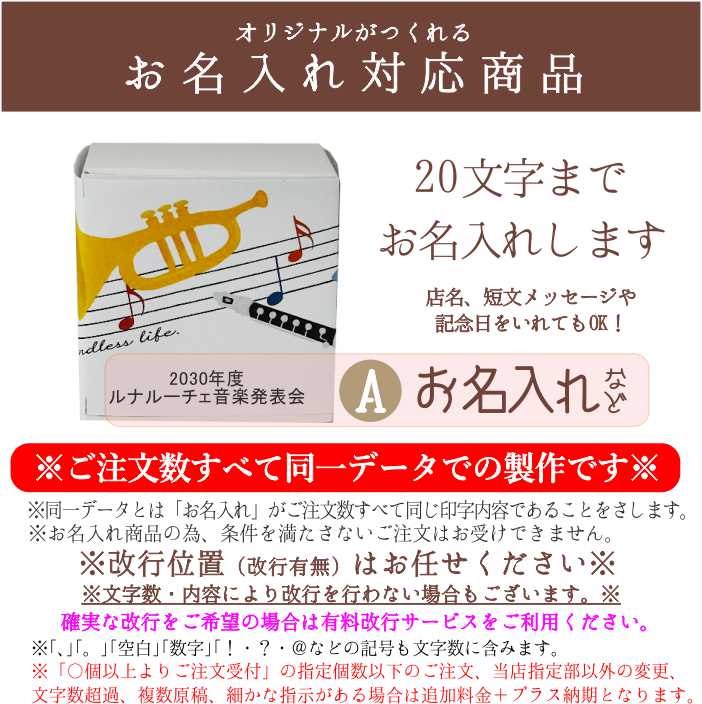 オリジナルがつくれる
お名入れ対応商品
20文字まで
お名入れします
店名、短文メッセージや
記念日をいれてもOK！
ndless life.
2030年度
ルナルーチェ音楽発表会
A お名入れなど
※ご注文数すべて同一データでの製作です※
※同一データとは「お名入れ」がご注文数すべて同じ印字内容であることをさします。
※お名入れ商品の為、条件を満たさないご注文はお受けできません。
※改行位置（改行有無）はお任せください※
※文字数・内容により改行を行わない場合もございます。※
確実な改行をご希望の場合は有料改行サービスをご利用ください。
※「、」「。」「空白」「数字」「！・？・＠などの記号も文字数に含みます。
※「○個以上よりご注文受付」の指定個数以下のご注文、当店指定部以外の変更、
文字数超過、複数原稿、細かな指示がある場合は追加料金＋プラス納期となります。